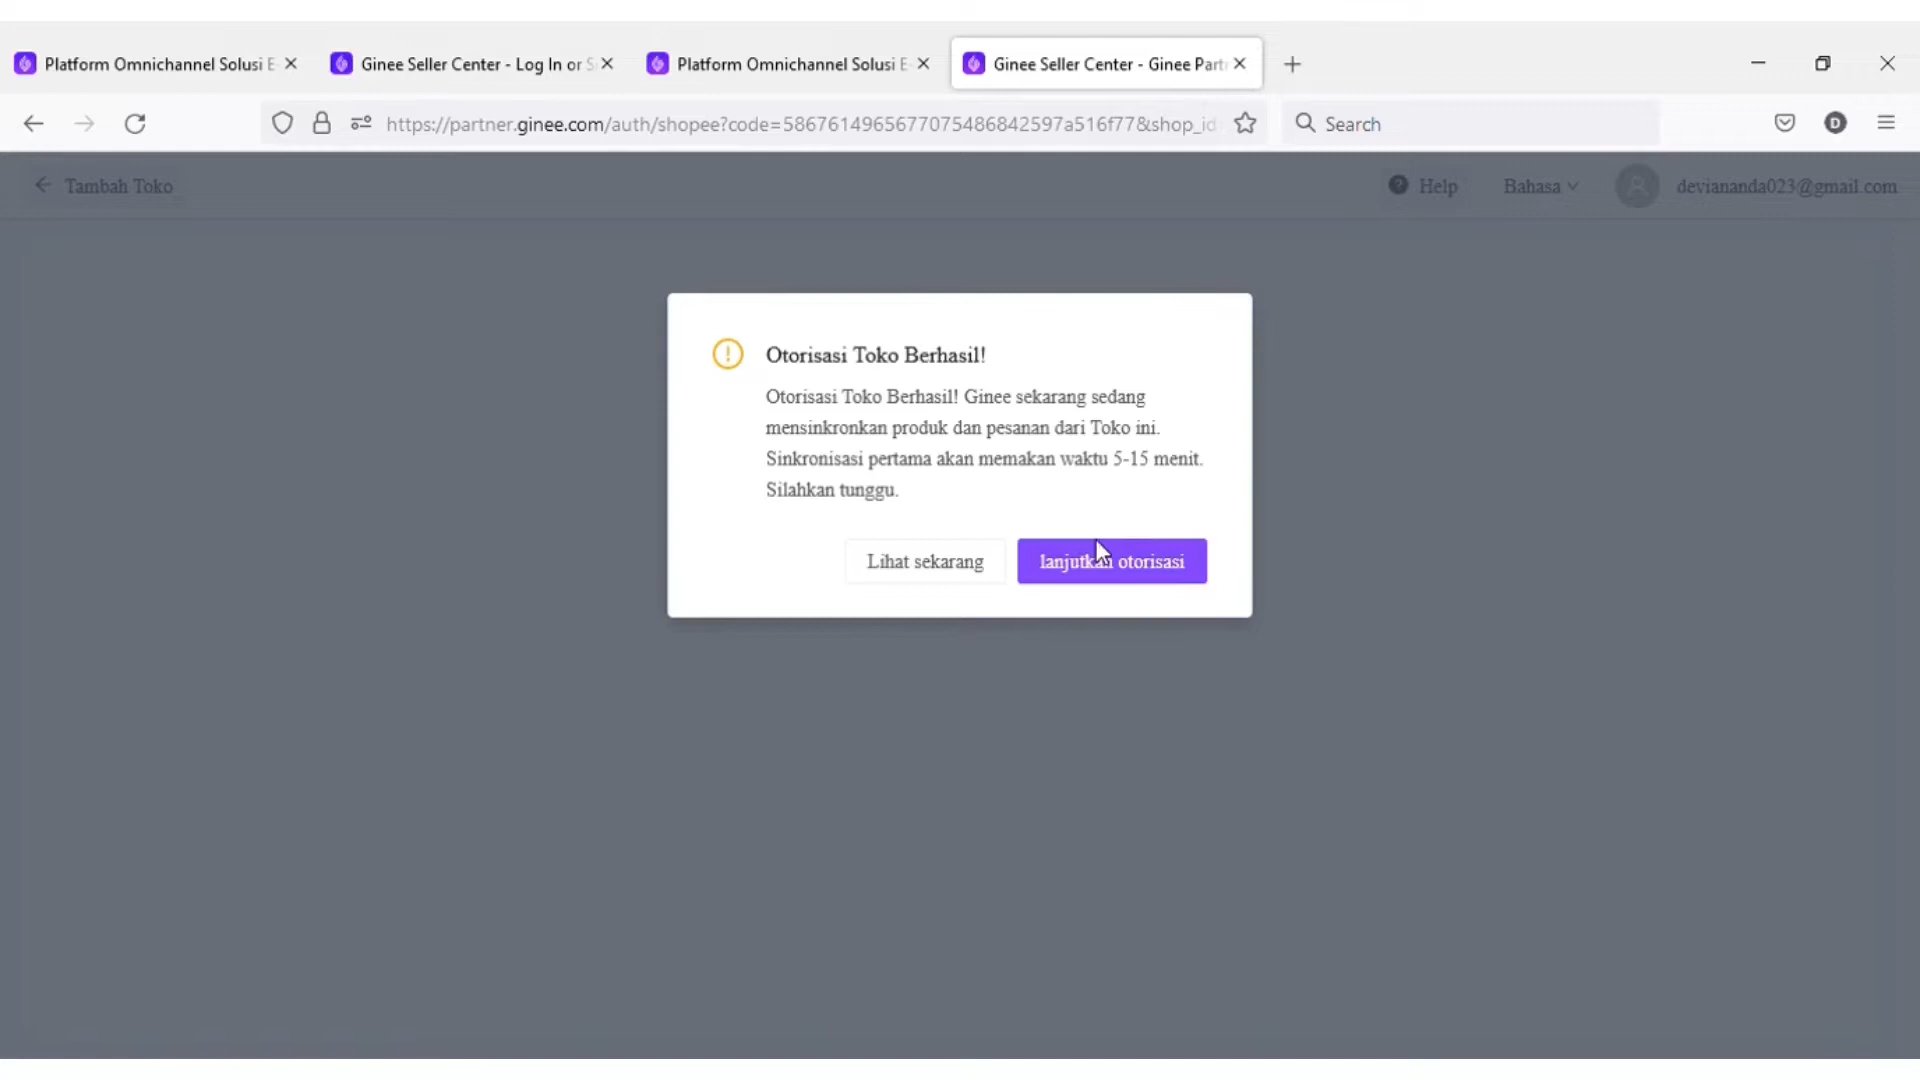 Platform Omnichannel Solusi E
Ginee Seller Center - Log In or S
Platform Omnichannel Solusi E
Ginee Seller Center - Ginee Part
https://partner.ginee.com/auth/shopee?code=5867614965677075486842597a516f77&shop_id
Search
D
Tambah Toko
Help
Bahasa
deviananda023@gmail.com
Otorisasi Toko Berhasil!
Otorisasi Toko Berhasil! Ginee sekarang sedang
mensinkronkan produk dan pesanan dari Toko ini.
Sinkronisasi pertama akan memakan waktu 5-15 menit.
Silahkan tunggu.
Lihat sekarang
lanjutkan otorisasi